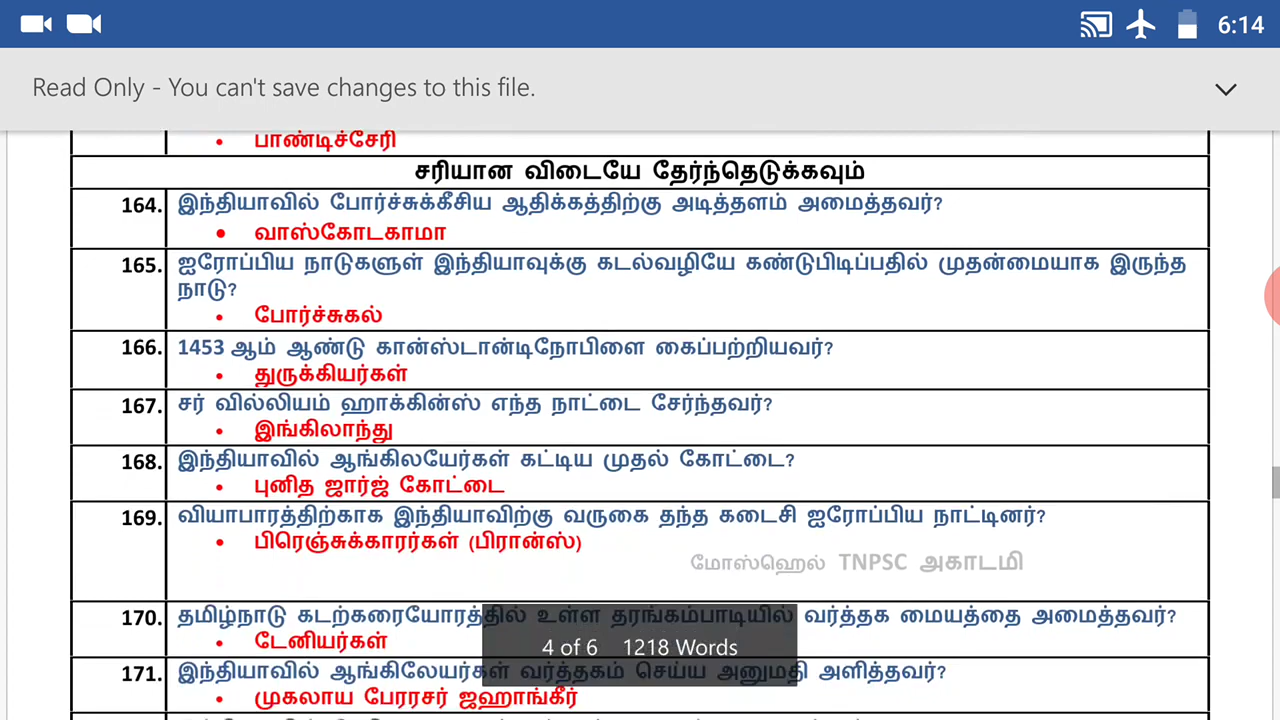 6:14
Read Only - You can't save changes to this file.
• பாண்டிச்சேரி
சரியான விடையே தேர்ந்தெடுக்கவும்
164. இந்தியாவில் போர்ச்சுக்கீசிய ஆதிக்கத்திற்கு அடித்தளம் அமைத்தவர்?
• வாஸ்கோடகாமா
165. ஐரோப்பிய நாடுகளுள் இந்தியாவுக்கு கடல்வழியே கண்டுபிடிப்பதில் முதன்மையாக இருந்த
நாடு?
• போர்ச்சுகல்
166. 1453 ஆம் ஆண்டு கான்ஸ்டான்டிநோபிளை கைப்பற்றியவர்?
• துருக்கியர்கள்
167. சர் வில்லியம் ஹாக்கின்ஸ் எந்த நாட்டை சேர்ந்தவர்?
• இங்கிலாந்து
168. இந்தியாவில் ஆங்கிலயேர்கள் கட்டிய முதல் கோட்டை?
• புனித ஜார்ஜ் கோட்டை
169. வியாபாரத்திற்காக இந்தியாவிற்கு வருகை தந்த கடைசி ஐரோப்பிய நாட்டினர்?
• பிரெஞ்சுக்காரர்கள் (பிரான்ஸ்)
மோஸ்ஹெல் TNPSC அகாடமி
170. தமிழ்நாடு கடற்கரையோரத்தில் உள்ள தரங்கம்பாடியில் வர்த்தக மையத்தை அமைத்தவர்?
• டேனியர்கள்
4 of 6 1218 Words
171. இந்தியாவில் ஆங்கிலேயர்கள் வர்த்தகம் செய்ய அனுமதி அளித்தவர்?
• முகலாய பேரரசர் ஜஹாங்கீர்